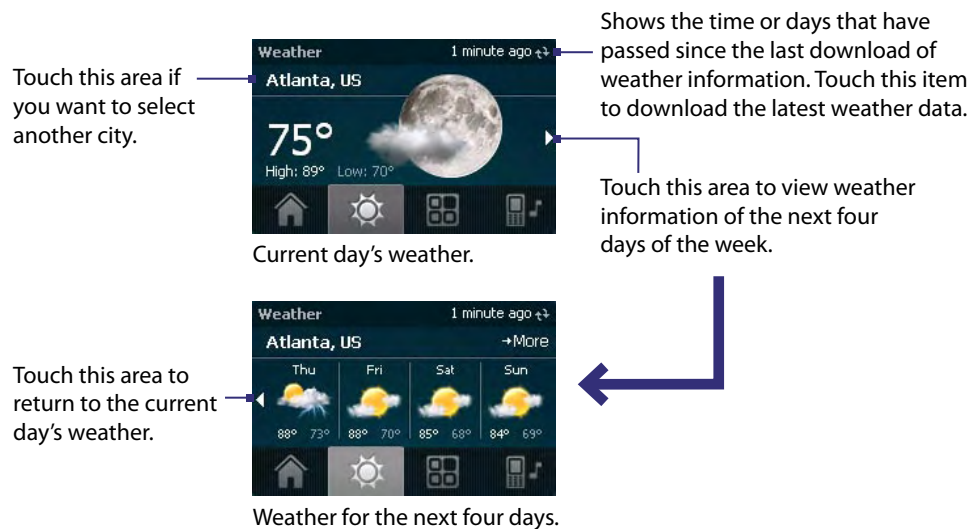 Shows the time or days that have
passed since the last download of
weather information. Touch this item
to download the latest weather data.
Touch this area if
you want to select
another city.
Weather 1 minute ago
Atlanta, US
75°
High: 89° Low: 70°
Touch this area to view weather
information of the next four
days of the week.
Current day's weather.
Weather 1 minute ago
Atlanta, US →More
Thu Fri Sat Sun
88° 73° 88° 70° 85° 68° 84° 69°
Touch this area to
return to the current
day's weather.
Weather for the next four days.